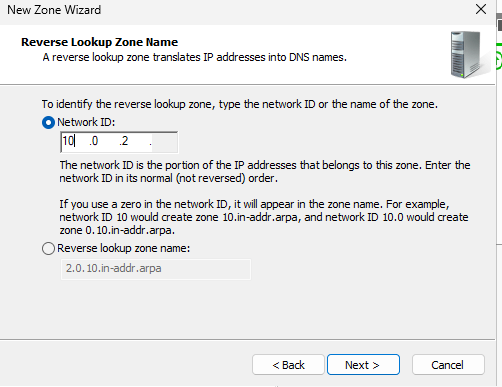 New Zone Wizard
Reverse Lookup Zone Name
A reverse lookup zone translates IP addresses into DNS names.
To identify the reverse lookup zone, type the network ID or the name of the zone.
Network ID:
10 .0 .2 .
The network ID is the portion of the IP addresses that belongs to this zone. Enter the
network ID in its normal (not reversed) order.
If you use a zero in the network ID, it will appear in the zone name. For example,
network ID 10 would create zone 10.in-addr.arpa, and network ID 10.0 would create
zone 0.10.in-addr.arpa.
Reverse lookup zone name:
2.0.10.in-addr.arpa
< Back
Next >
Cancel